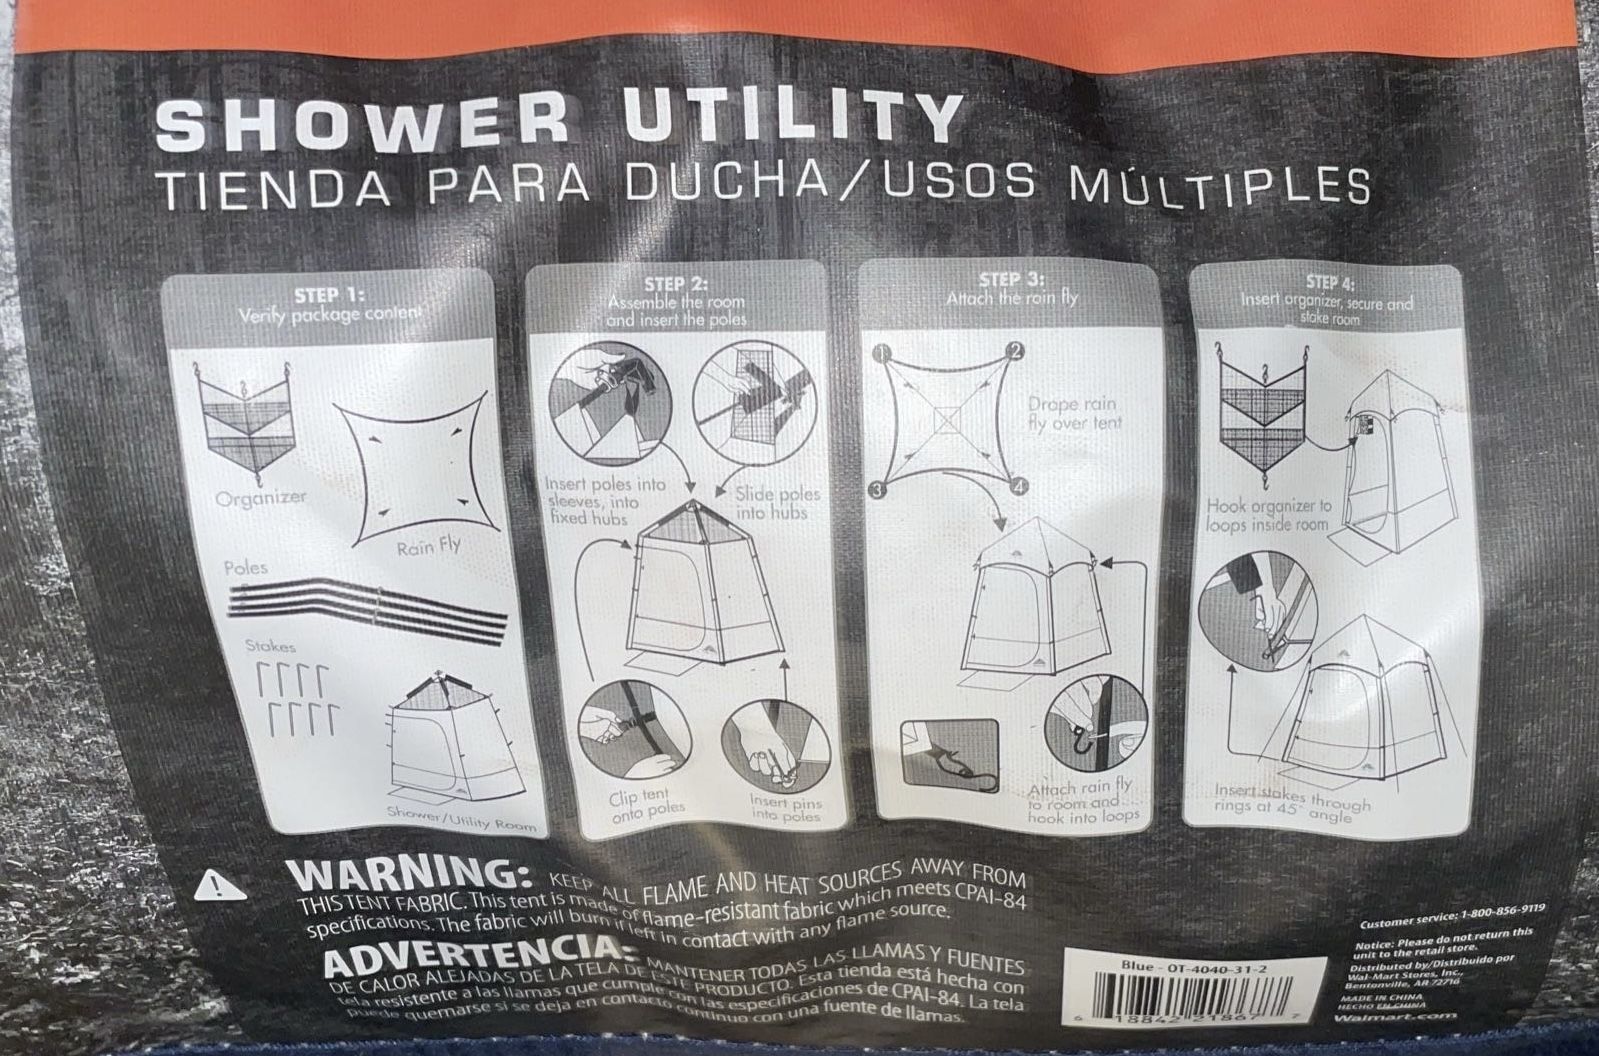 SHOWER UTILITY
TIENDA PARA DUCHA/USOS MÚLTIPLES
STEP 1:
Verify package content
Organizer
Rain Fly
Poles
Stakes
Shower/Utility Room
STEP 2:
Assemble the room
and insert the poles
Insert poles into
sleeves, into
fixed hubs
Slide poles
into hubs
Clip tent
onto poles
Insert pins
into poles
STEP 3:
Attach the rain fly
1
2
3
4
Drape rain
fly over tent
Attach rain fly
to room and
hook into loops
STEP 4:
Insert organizer, secure and
stake room
Hook organizer to
loops inside room
Insert stakes through
rings at 45° angle
WARNING: KEEP ALL FLAME AND HEAT SOURCES AWAY FROM
THIS TENT FABRIC. This tent is made of flame-resistant fabric which meets CPAI-84
specifications. The fabric will burn if left in contact with any flame source.
ADVERTENCIA: MANTENER TODAS LAS LLAMAS Y FUENTES
DE CALOR ALEJADAS DE LA TELA DE ESTE PRODUCTO. Esta tienda está hecha con
tela resistente a las llamas que cumple con las especificaciones de CPAI-84. La tela
puede quemarse si se deja en contacto continuo con una fuente de llamas.
Blue - OT-4040-31-2
6 18842 21867 7
Customer service: 1-800-856-9119
Notice: Please do not return this
unit to the retail store.
Distributed by/Distribuido por
Wal-Mart Stores, Inc.,
Bentonville, AR 72716
MADE IN CHINA
HECHO EN CHINA
Walmart.com